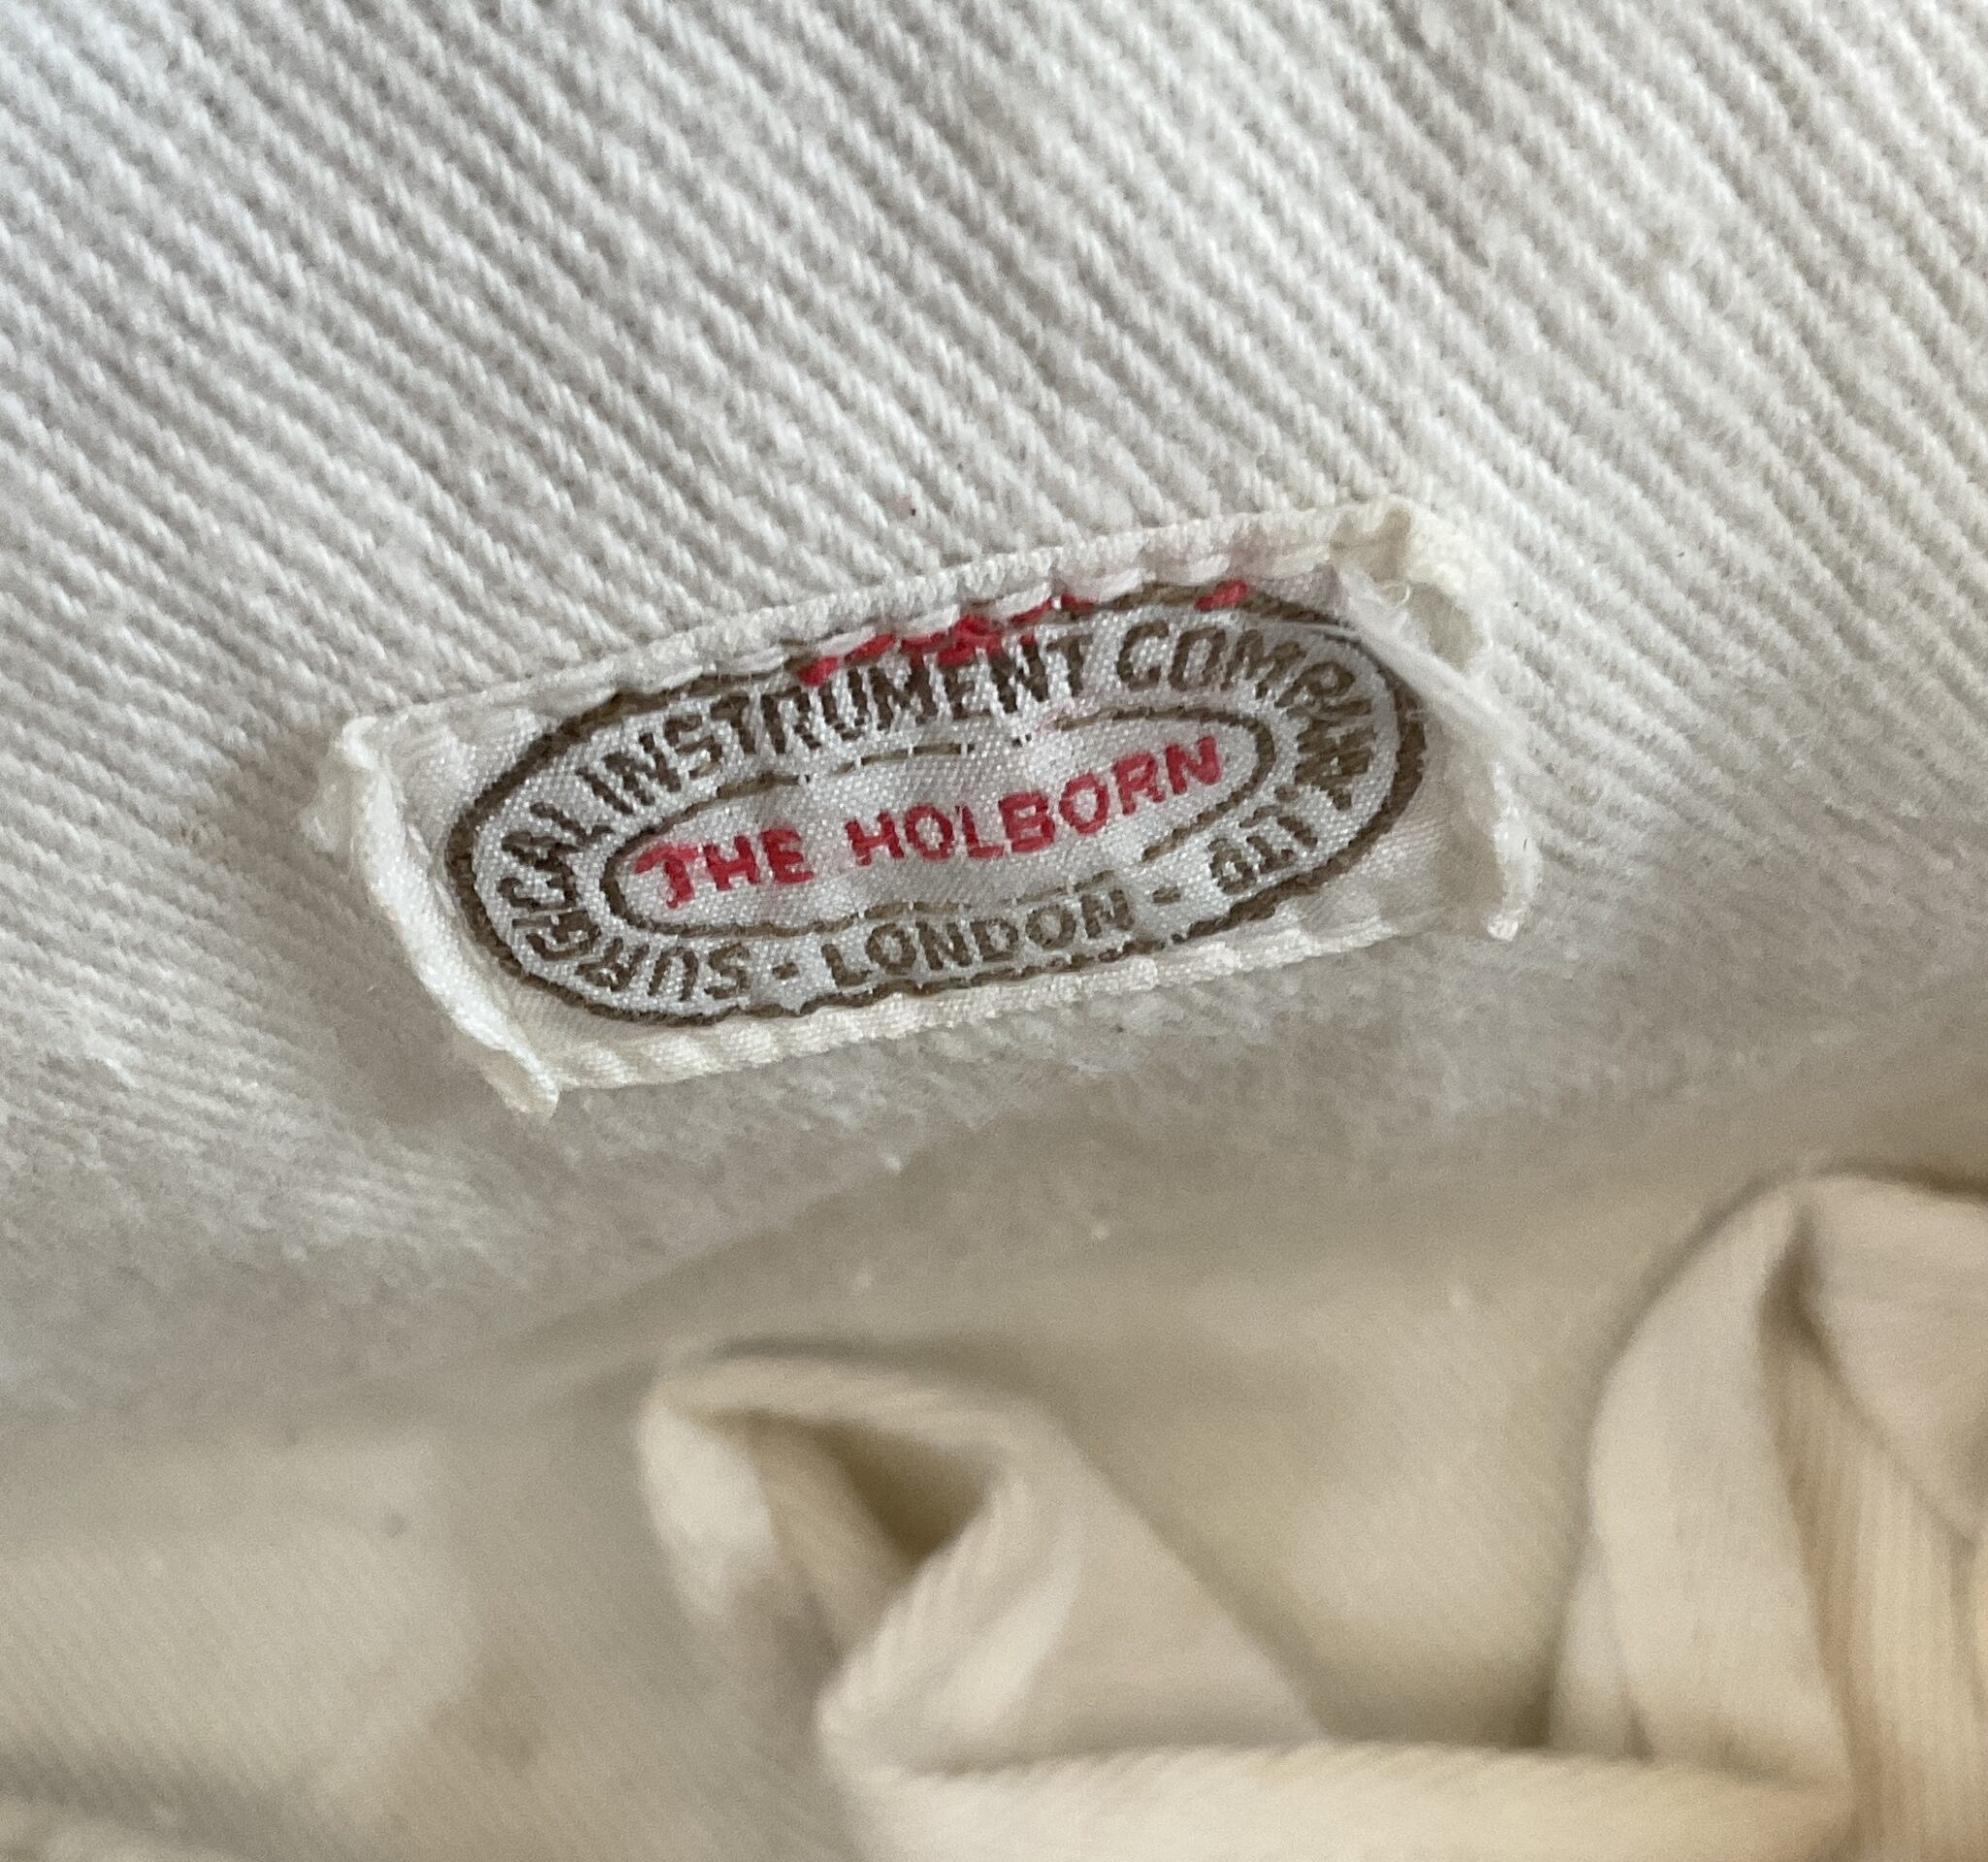 THE HOLBORN
SURGICAL INSTRUMENT COMPANY LTD
- LONDON -